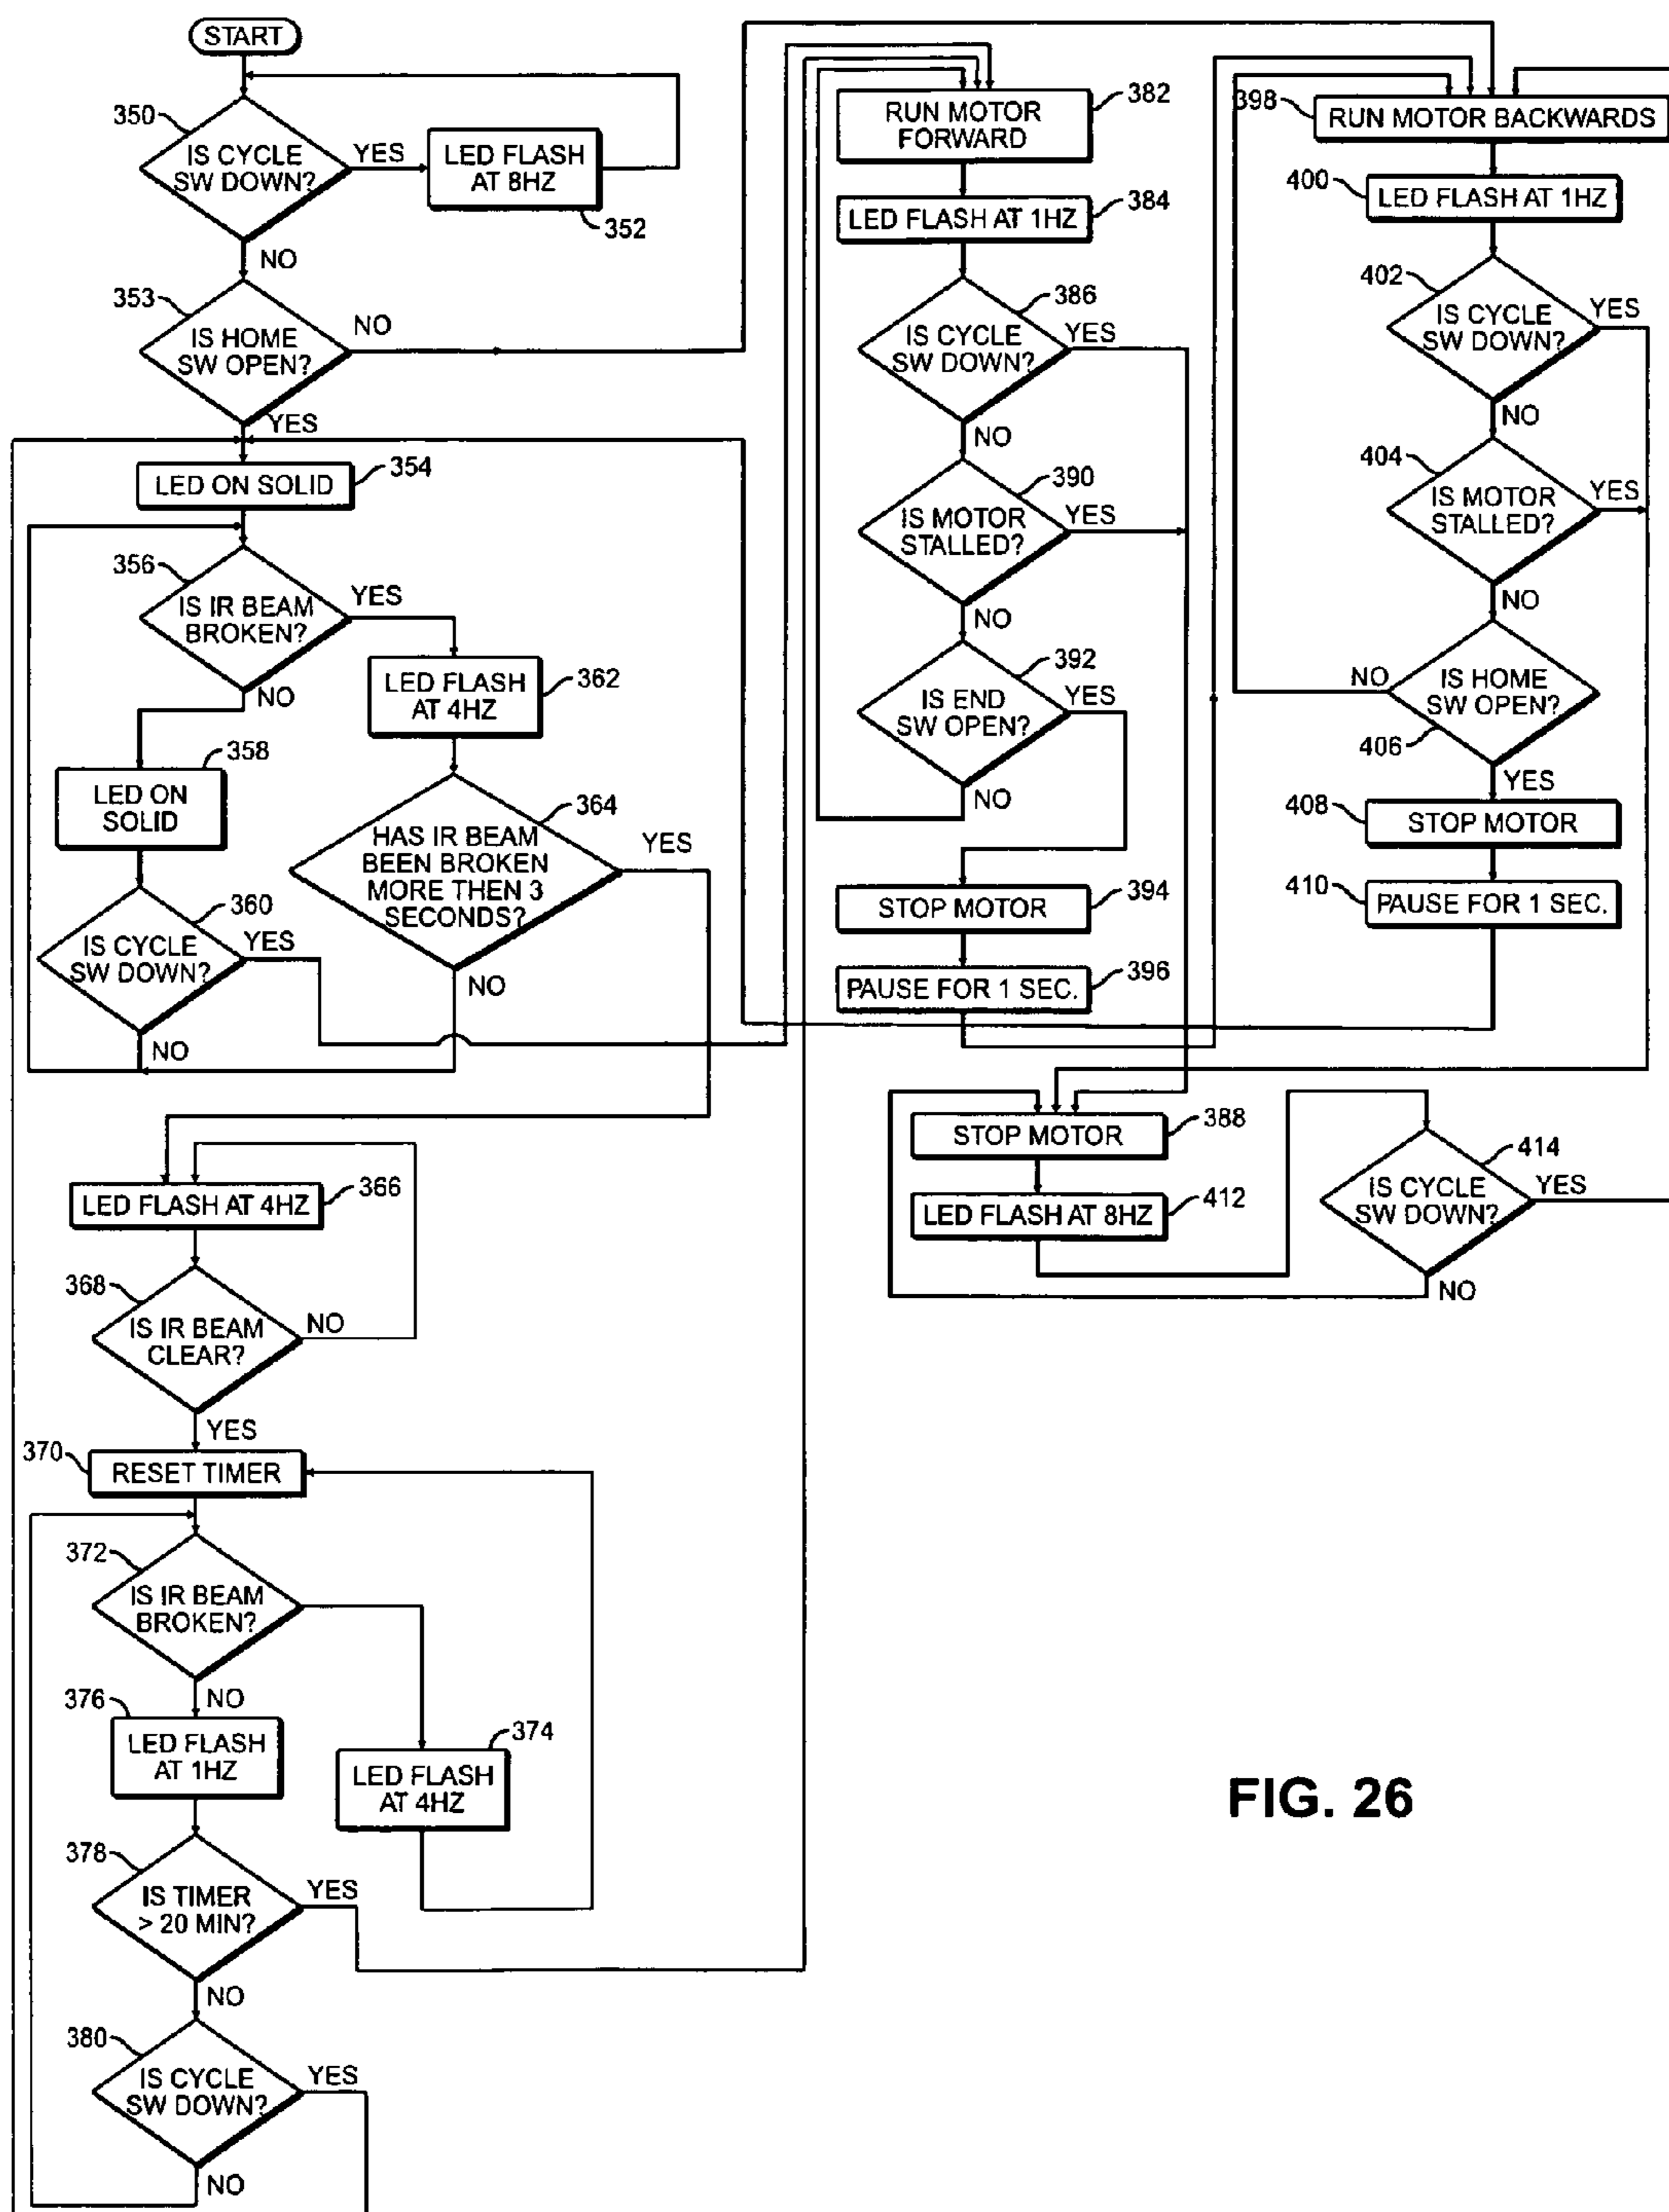 START
350
IS CYCLE
SW DOWN?
YES
LED FLASH
AT 8HZ
352
NO
353
IS HOME
SW OPEN?
NO
YES
LED ON SOLID
354
356
IS IR BEAM
BROKEN?
YES
NO
LED FLASH
AT 4HZ
362
358
LED ON
SOLID
364
HAS IR BEAM
BEEN BROKEN
MORE THEN 3
SECONDS?
YES
NO
360
IS CYCLE
SW DOWN?
YES
NO
LED FLASH AT 4HZ
366
368
IS IR BEAM
CLEAR?
NO
YES
370
RESET TIMER
372
IS IR BEAM
BROKEN?
NO
376
LED FLASH
AT 1HZ
374
LED FLASH
AT 4HZ
378
IS TIMER
> 20 MIN?
YES
NO
380
IS CYCLE
SW DOWN?
YES
NO
RUN MOTOR
FORWARD
382
LED FLASH AT 1HZ
384
386
IS CYCLE
SW DOWN?
YES
NO
390
IS MOTOR
STALLED?
YES
NO
392
IS END
SW OPEN?
YES
NO
STOP MOTOR
394
PAUSE FOR 1 SEC.
396
STOP MOTOR
388
LED FLASH AT 8HZ
412
398
RUN MOTOR BACKWARDS
400
LED FLASH AT 1HZ
402
IS CYCLE
SW DOWN?
YES
NO
404
IS MOTOR
STALLED?
YES
NO
IS HOME
SW OPEN?
NO
406
YES
408
STOP MOTOR
410
PAUSE FOR 1 SEC.
414
IS CYCLE
SW DOWN?
YES
NO
FIG. 26